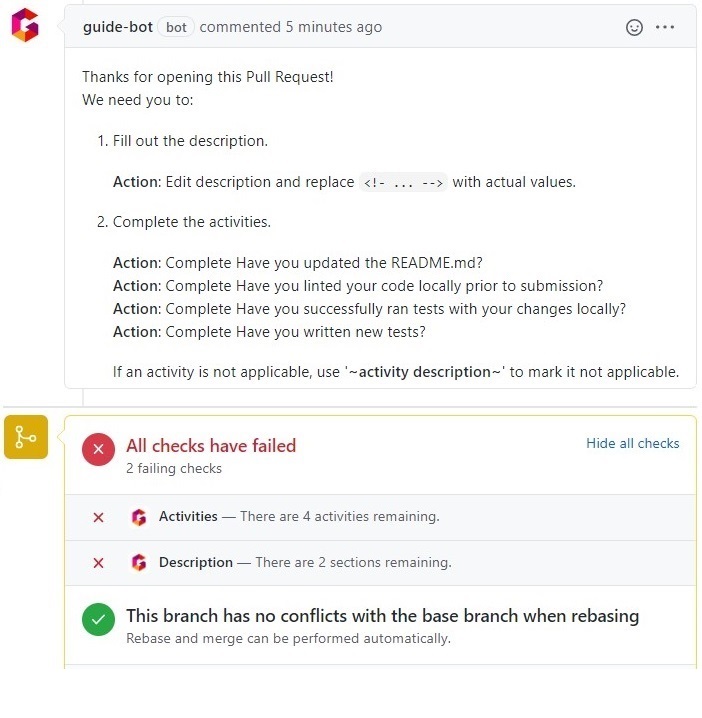 guide-bot bot commented 5 minutes ago
Thanks for opening this Pull Request!
We need you to:
1. Fill out the description.
Action: Edit description and replace <!- ... --> with actual values.
2. Complete the activities.
Action: Complete Have you updated the README.md?
Action: Complete Have you linted your code locally prior to submission?
Action: Complete Have you successfully ran tests with your changes locally?
Action: Complete Have you written new tests?
If an activity is not applicable, use '~activity description~' to mark it not applicable.
All checks have failed
Hide all checks
2 failing checks
Activities — There are 4 activities remaining.
Description — There are 2 sections remaining.
This branch has no conflicts with the base branch when rebasing
Rebase and merge can be performed automatically.